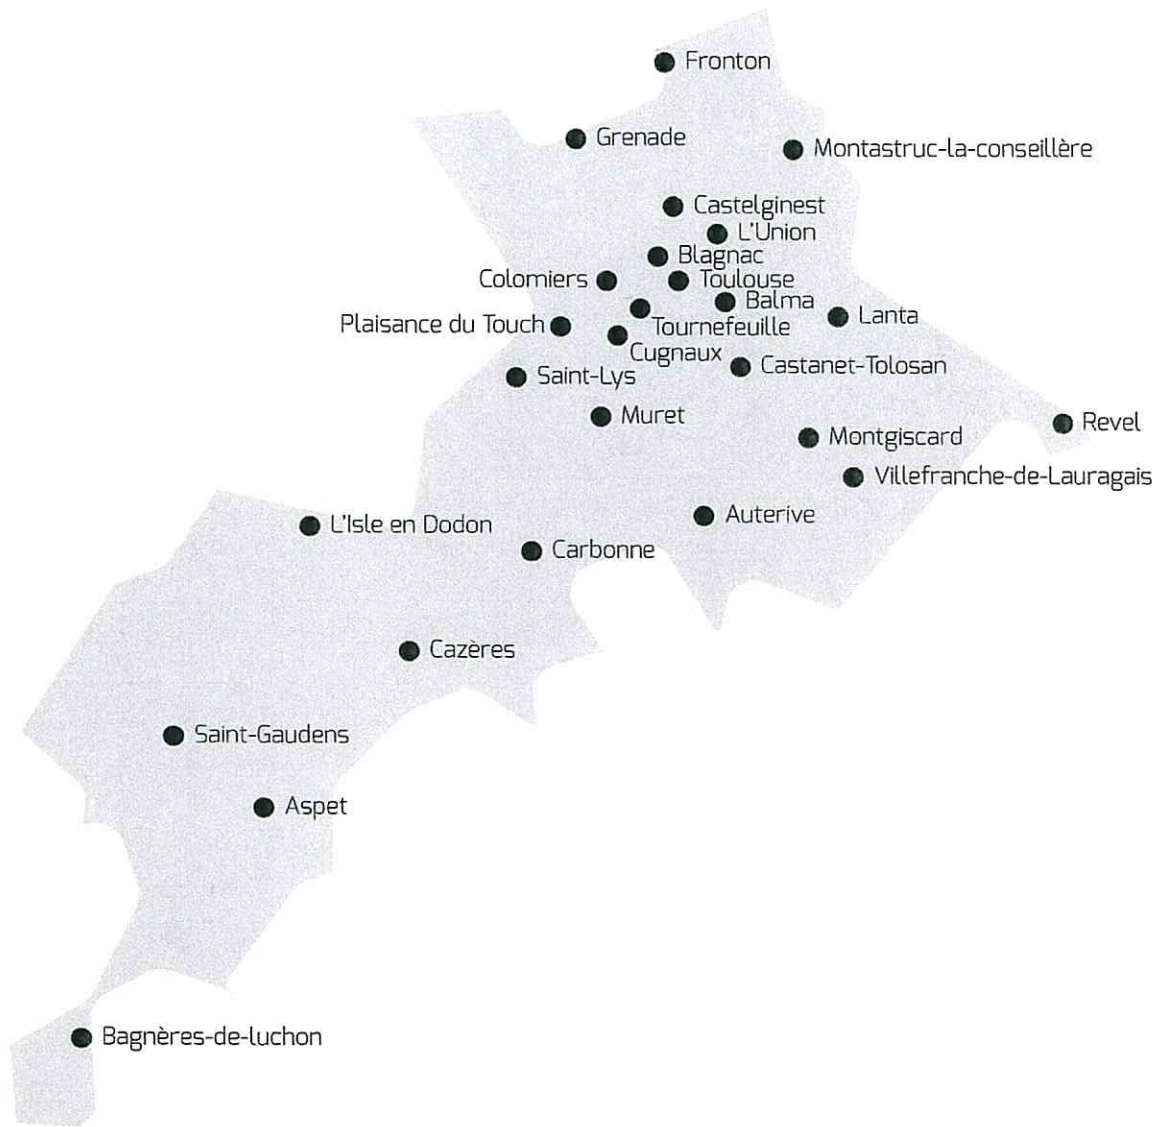 Fronton
Grenade
Montastruc-la-conseillère
Castelginest
L'Union
Blagnac
Colomiers
Toulouse
Balma
Lanta
Plaisance du Touch
Tournefeuille
Cugnaux
Castanet-Tolosan
Saint-Lys
Muret
Revel
Montgiscard
Villefranche-de-Lauragais
Auterive
L'Isle en Dodon
Carbonne
Cazères
Saint-Gaudens
Aspet
Bagnères-de-luchon